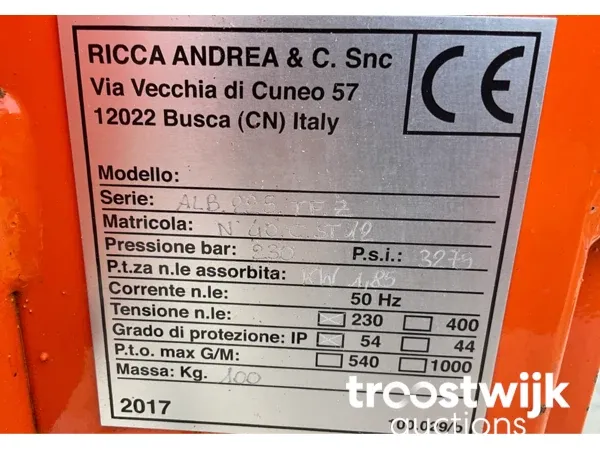 RICCA ANDREA & C. Snc
Via Vecchia di Cuneo 57
12022 Busca (CN) Italy
CE
Modello:
Serie: ALB.005
Matricola: N°
Pressione bar: 230 P.s.i.:
P.t.za n.le assorbita: KW 1,85
Corrente n.le: 50 Hz
Tensione n.le: 230 400
Grado di protezione: IP 54 44
P.t.o. max G/M: 540 1000
Massa: Kg. 100
2017
100.029/b
troostwijk
auctions